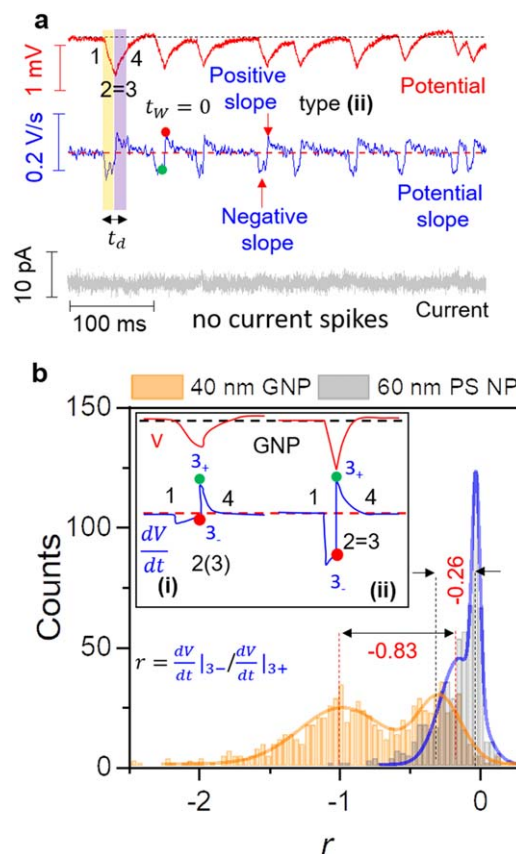 a
1 4
2=3
1 mV
t_W = 0
Positive slope
type (ii)
Potential
0.2 V/s
Negative slope
Potential slope
t_d
10 pA
Current
100 ms
no current spikes
b
40 nm GNP 60 nm PS NP
150
100
50
0
Counts
V
GNP
3+ 3+
1 4 1 4
dV/dt
3- 2(3) 3- 2=3
(i) (ii)
r = dV/dt|3−/dV/dt|3+
-0.26
-0.83
-2 -1 0
r